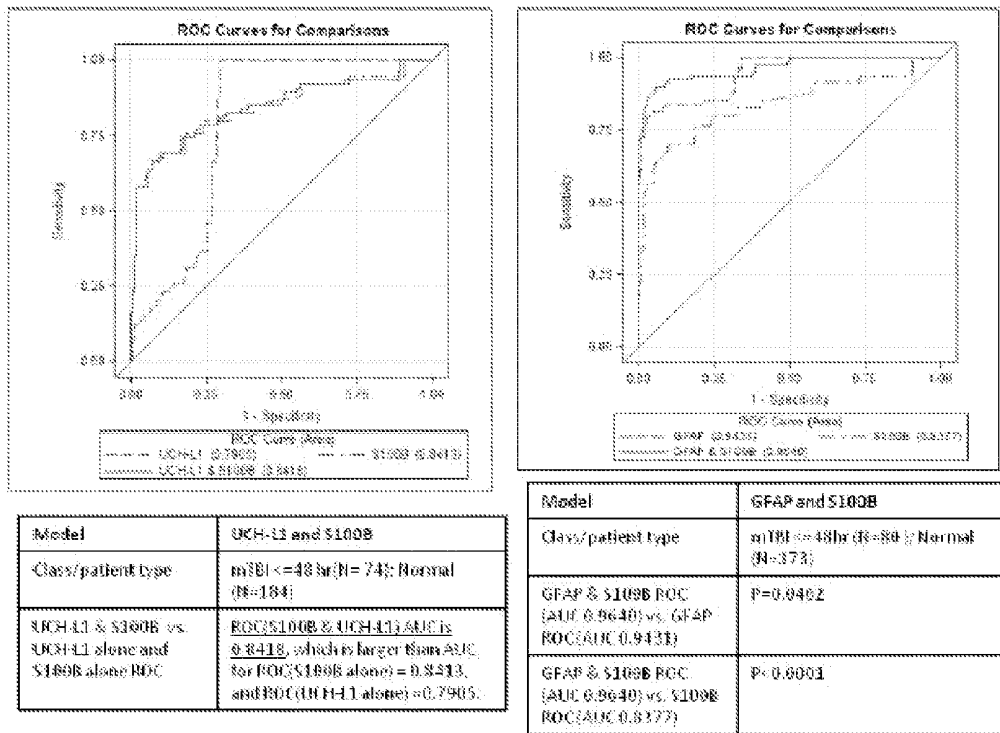 ROC Curves for Comparisons
1.00
0.75
0.50
0.25
0.00
Sensitivity
0.00 0.25 0.50 0.75 1.00
1 - Specificity
ROC Curve (Area)
UCH-L1 (0.7905) S100B (0.8413)
UCH-L1 & S100B (0.8418)
Model UCH-L1 and S100B
Class/patient type mTBI <=48 hr(N= 74); Normal
(N=184)
UCH-L1 & S100B vs. ROC(S100B & UCH-L1) AUC is
UCH-L1 alone and 0.8418, which is larger than AUC
S100B alone ROC for ROC(S100B alone) = 0.8413,
and ROC(UCH-L1 alone) =0.7905.
ROC Curves for Comparisons
1.00
0.75
0.50
0.25
0.00
Sensitivity
0.00 0.25 0.50 0.75 1.00
1 - Specificity
ROC Curve (Area)
GFAP (0.9431) S100B (0.8377)
GFAP & S100B (0.9640)
Model GFAP and S100B
Class/patient type mTBI <=48hr (N=80 ); Normal
(N=373)
GFAP & S100B ROC P=0.0462
(AUC 0.9640) vs. GFAP
ROC(AUC 0.9431)
GFAP & S100B ROC P<0.0001
(AUC 0.9640) vs. S100B
ROC(AUC 0.8377)